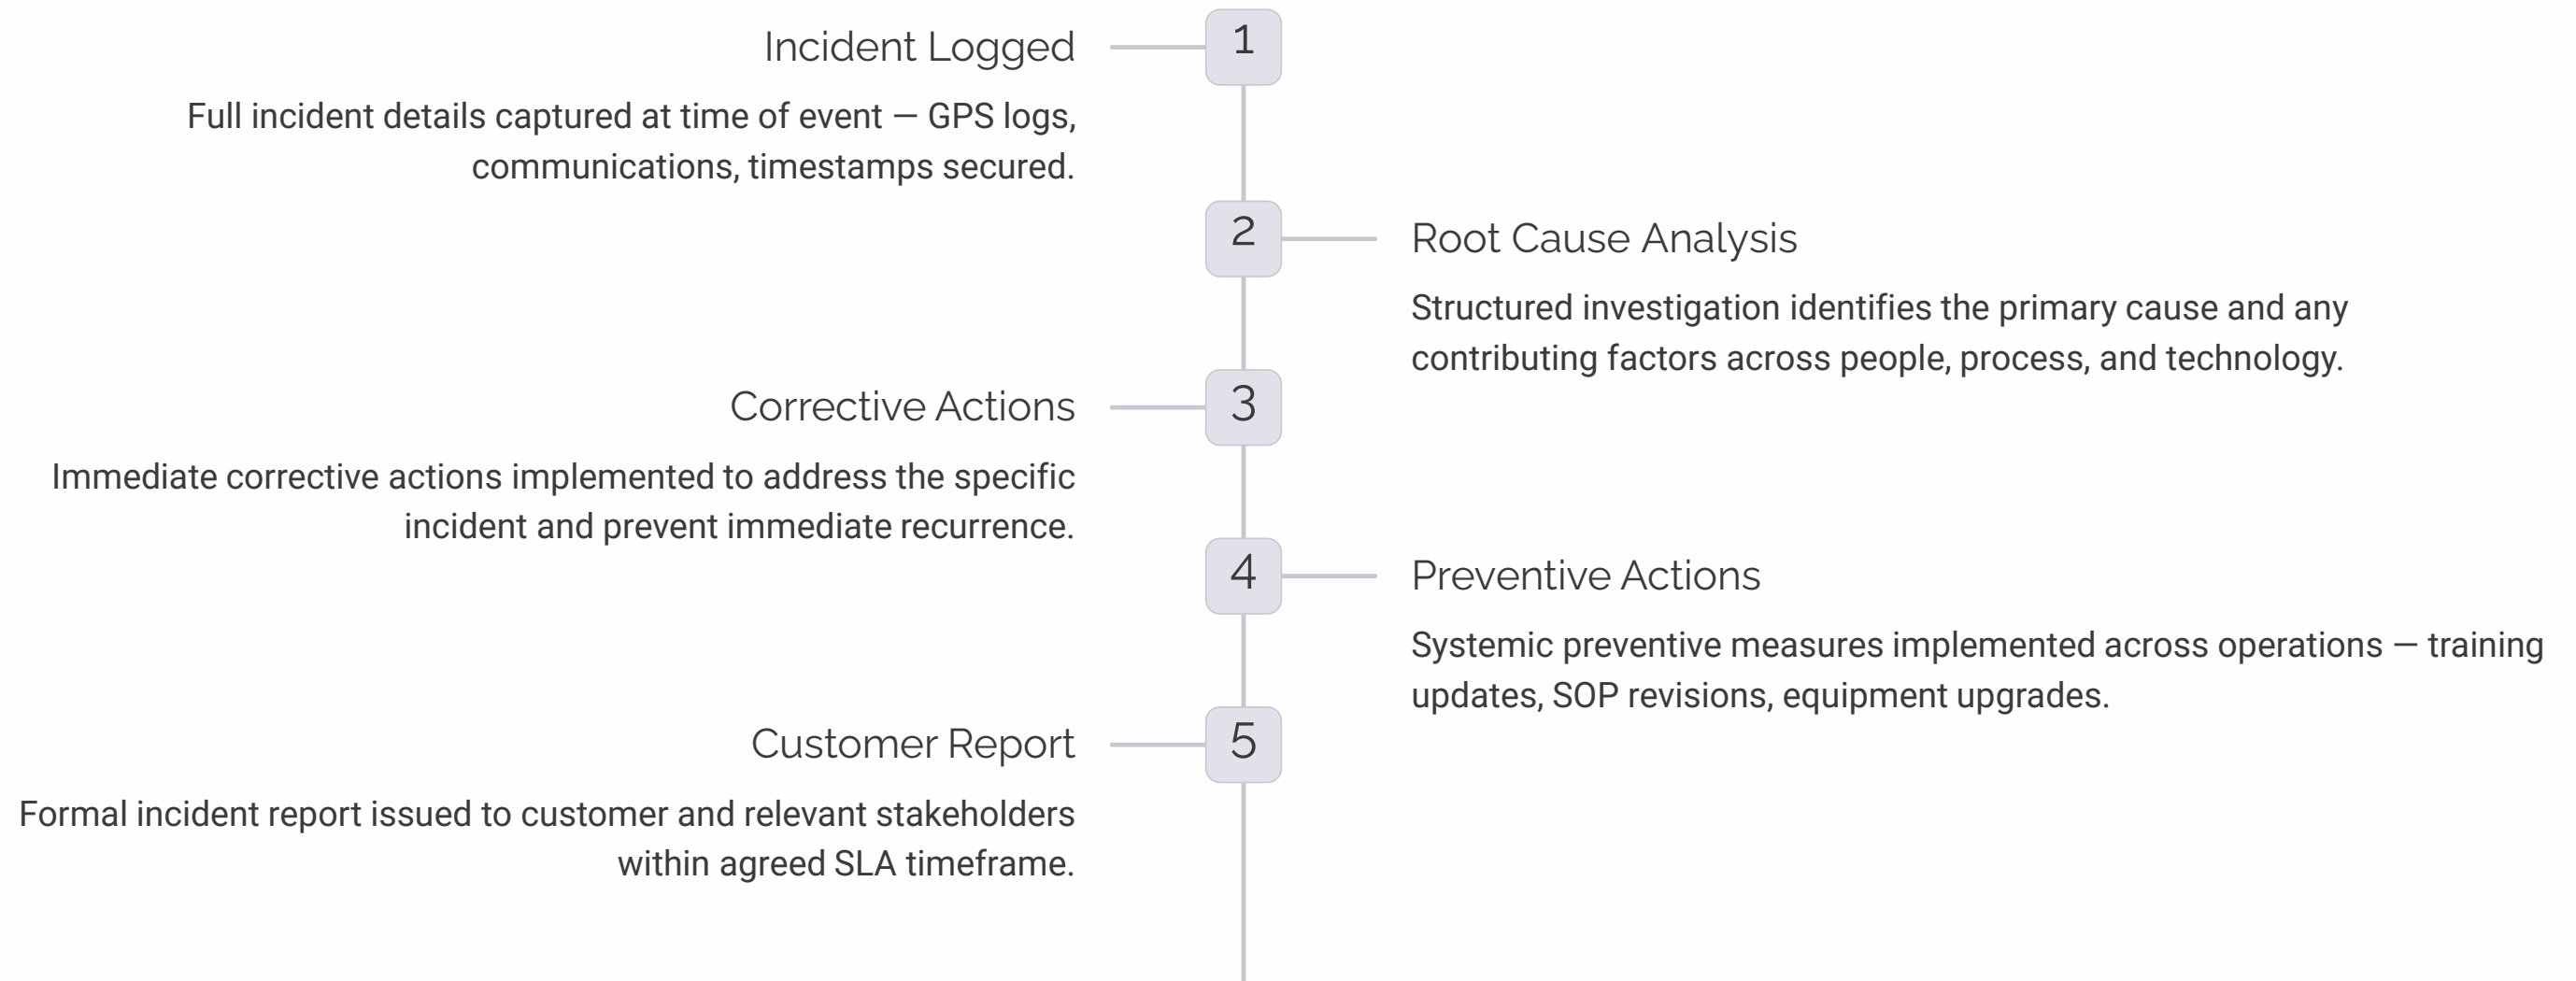 1
Incident Logged
Full incident details captured at time of event — GPS logs,
communications, timestamps secured.
2
Root Cause Analysis
Structured investigation identifies the primary cause and any
contributing factors across people, process, and technology.
3
Corrective Actions
Immediate corrective actions implemented to address the specific
incident and prevent immediate recurrence.
4
Preventive Actions
Systemic preventive measures implemented across operations — training
updates, SOP revisions, equipment upgrades.
5
Customer Report
Formal incident report issued to customer and relevant stakeholders
within agreed SLA timeframe.